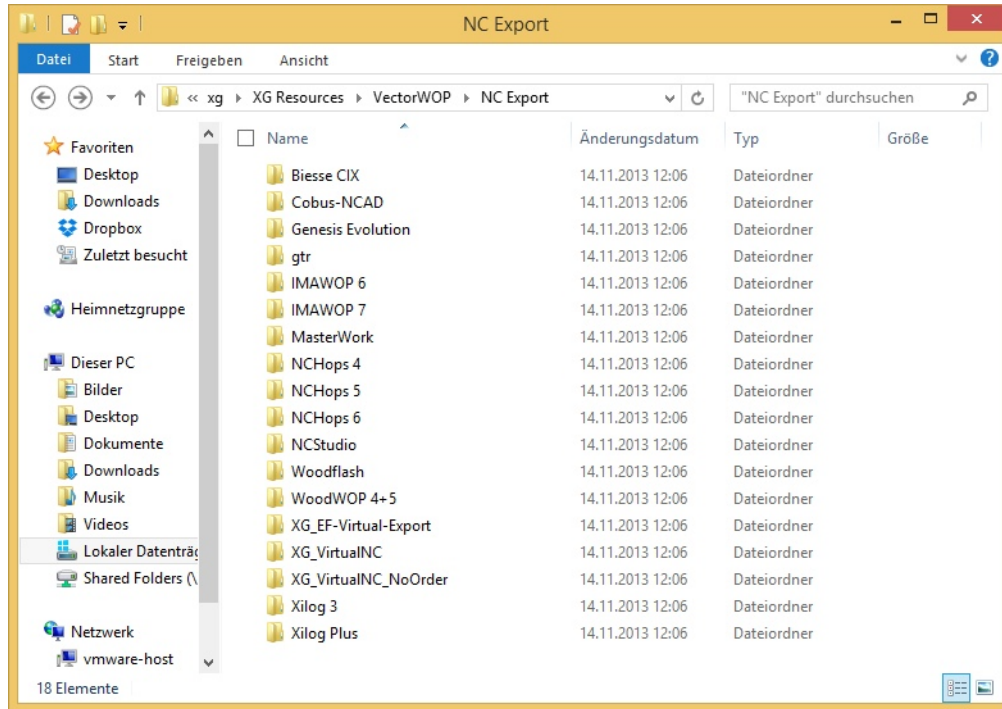 NC Export
Datei Start Freigeben Ansicht
« xg XG Resources VectorWOP NC Export "NC Export" durchsuchen
Favoriten
Desktop
Downloads
Dropbox
Zuletzt besucht
Heimnetzgruppe
Dieser PC
Bilder
Desktop
Dokumente
Downloads
Musik
Videos
Lokaler Datenträg
Shared Folders (\
Netzwerk
vmware-host
Name Änderungsdatum Typ Größe
Biesse CIX 14.11.2013 12:06 Dateiordner
Cobus-NCAD 14.11.2013 12:06 Dateiordner
Genesis Evolution 14.11.2013 12:06 Dateiordner
gtr 14.11.2013 12:06 Dateiordner
IMAWOP 6 14.11.2013 12:06 Dateiordner
IMAWOP 7 14.11.2013 12:06 Dateiordner
MasterWork 14.11.2013 12:06 Dateiordner
NCHops 4 14.11.2013 12:06 Dateiordner
NCHops 5 14.11.2013 12:06 Dateiordner
NCHops 6 14.11.2013 12:06 Dateiordner
NCStudio 14.11.2013 12:06 Dateiordner
Woodflash 14.11.2013 12:06 Dateiordner
WoodWOP 4+5 14.11.2013 12:06 Dateiordner
XG_EF-Virtual-Export 14.11.2013 12:06 Dateiordner
XG_VirtualNC 14.11.2013 12:06 Dateiordner
XG_VirtualNC_NoOrder 14.11.2013 12:06 Dateiordner
Xilog 3 14.11.2013 12:06 Dateiordner
Xilog Plus 14.11.2013 12:06 Dateiordner
18 Elemente